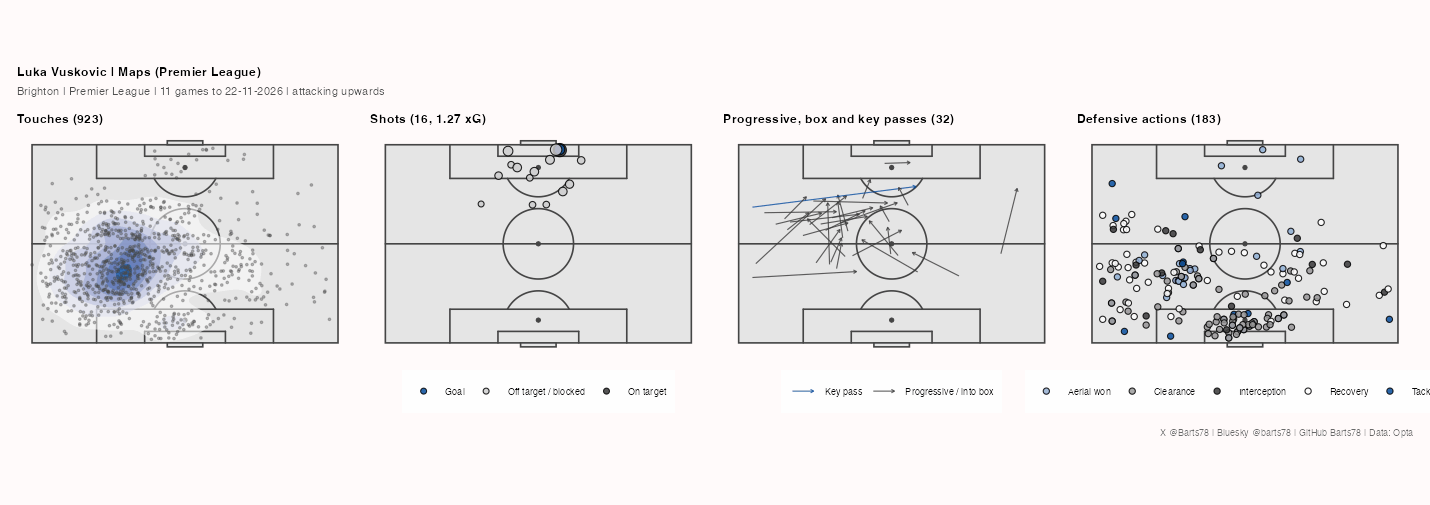 Luka Vuskovic | Maps (Premier League)
Brighton | Premier League | 11 games to 22-11-2026 | attacking upwards
Touches (923)
Shots (16, 1.27 xG)
Progressive, box and key passes (32)
Defensive actions (183)
Goal
Off target / blocked
On target
Key pass
Progressive / into box
Aerial won
Clearance
Interception
Recovery
Tack
X @Barts78 | Bluesky @barts78 | GitHub Barts78 | Data: Opta